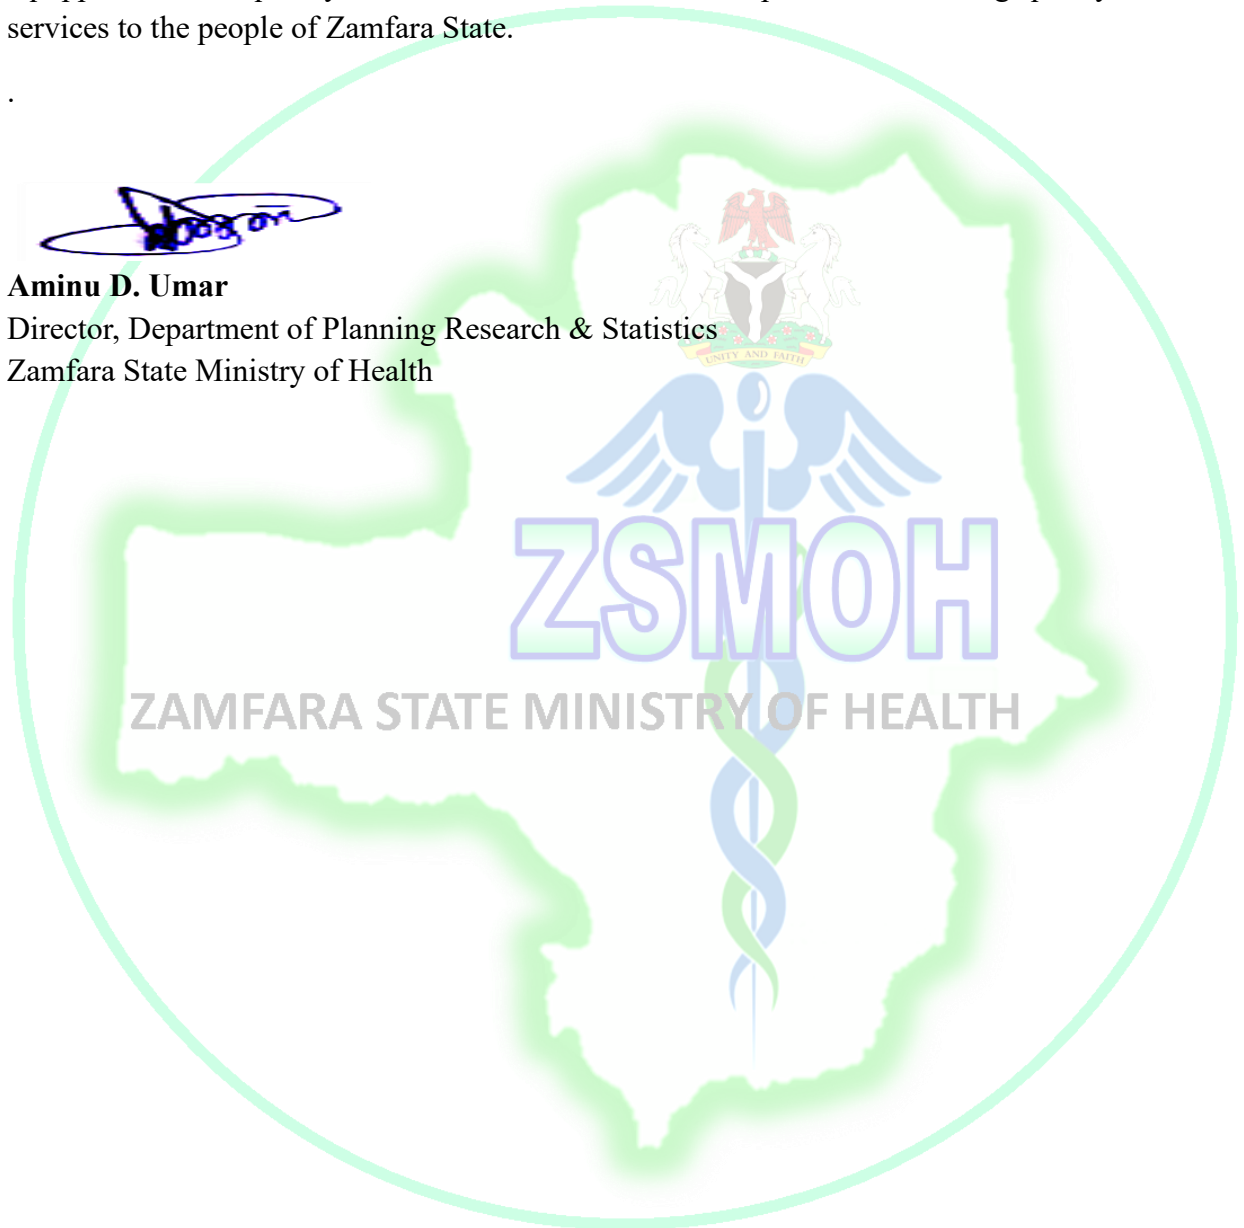 services to the people of Zamfara State.
.
Aminu D. Umar
Director, Department of Planning Research & Statistics
Zamfara State Ministry of Health
UNITY AND FAITH
ZSMOH
ZAMFARA STATE MINISTRY OF HEALTH